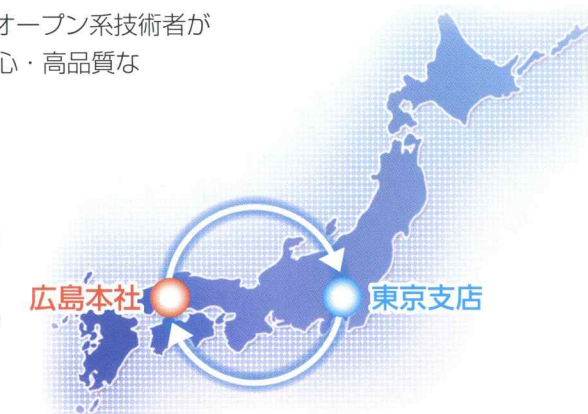 オープン系技術者が
心・高品質な
広島本社
東京支店